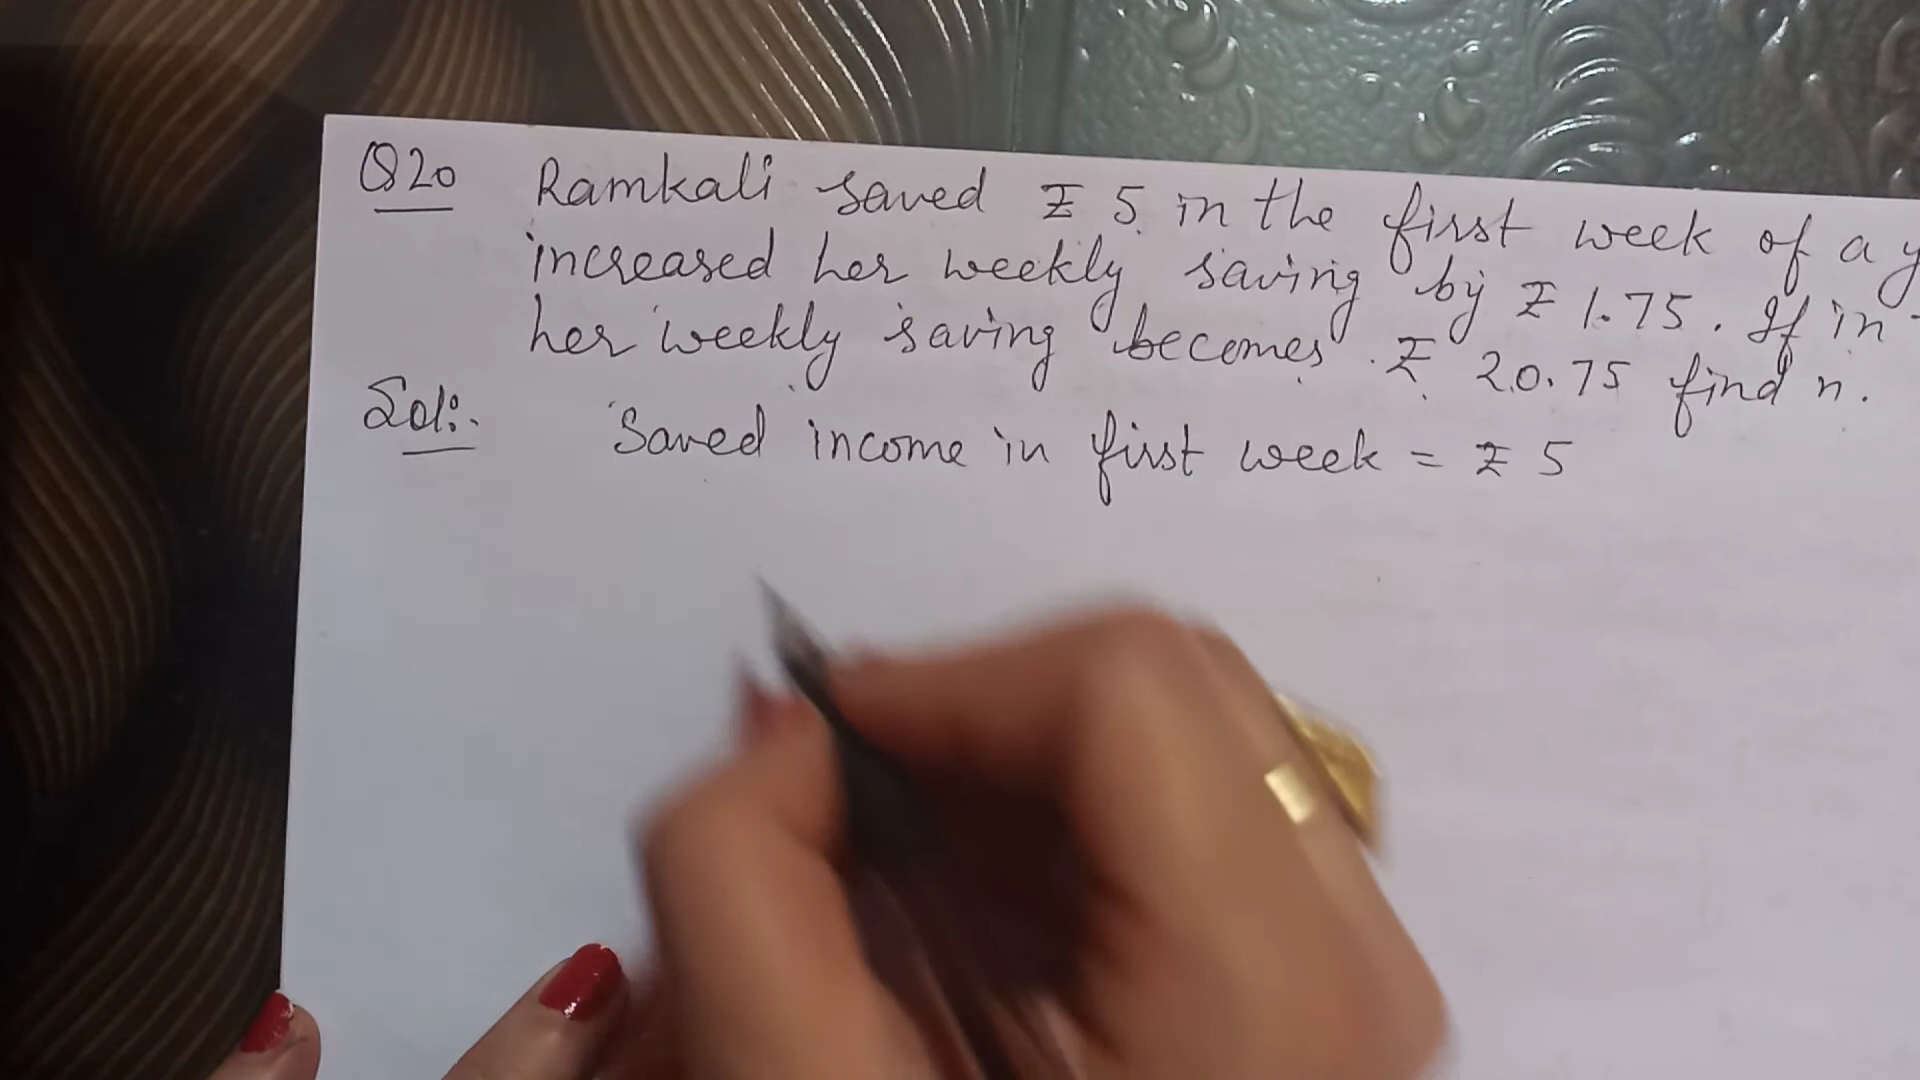 Q20 Ramkali saved ₹ 5 in the first week of a y
increased her weekly saving by ₹ 1.75. If in
her weekly saving becomes ₹ 20.75 find n.
Sol:- Saved income in first week = ₹ 5